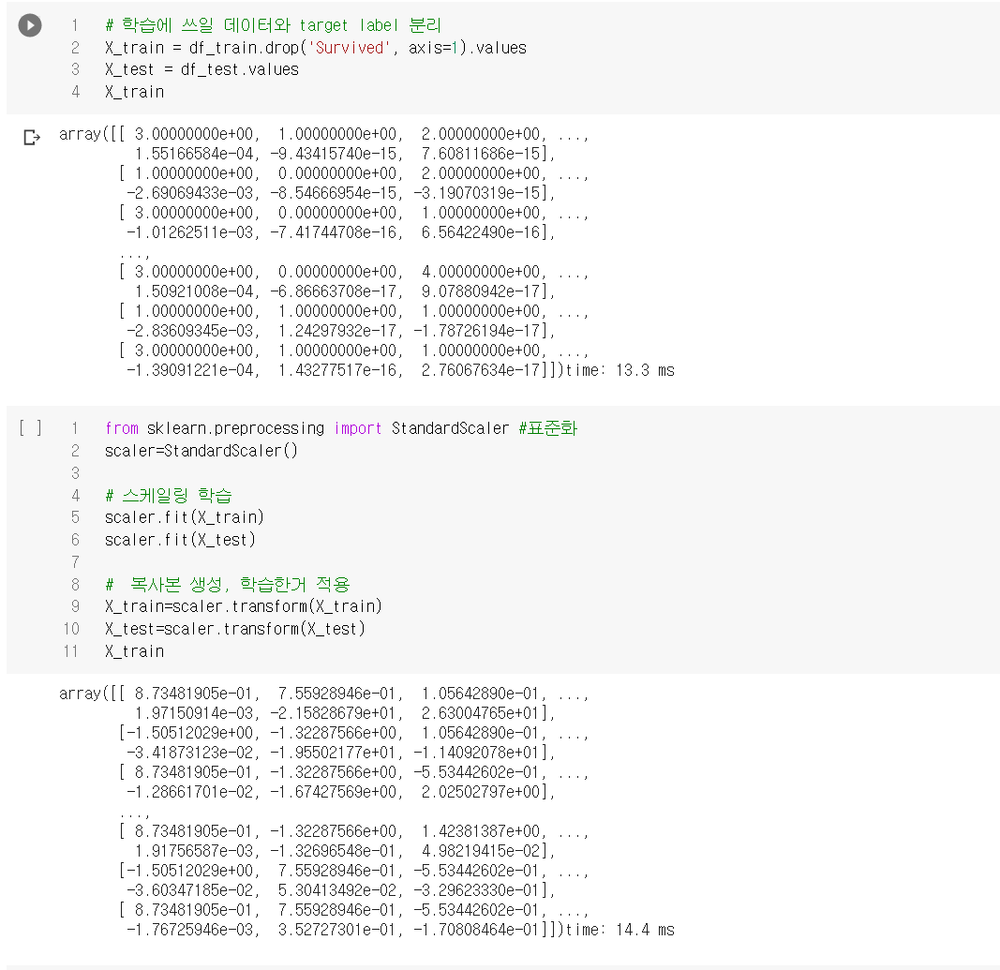 1 # 학습에 쓰일 데이터와 target label 분리
2 X_train = df_train.drop('Survived', axis=1).values
3 X_test = df_test.values
4 X_train
array([[ 3.00000000e+00, 1.00000000e+00, 2.00000000e+00, ...,
1.55166584e-04, -9.43415740e-15, 7.60811686e-15],
[ 1.00000000e+00, 0.00000000e+00, 2.00000000e+00, ...,
-2.69069433e-03, -8.54666954e-15, -3.19070319e-15],
[ 3.00000000e+00, 0.00000000e+00, 1.00000000e+00, ...,
-1.01262511e-03, -7.41744708e-16, 6.56422490e-16],
...,
[ 3.00000000e+00, 0.00000000e+00, 4.00000000e+00, ...,
1.50921008e-04, -6.86663708e-17, 9.07880942e-17],
[ 1.00000000e+00, 1.00000000e+00, 1.00000000e+00, ...,
-2.83609345e-03, 1.24297932e-17, -1.78726194e-17],
[ 3.00000000e+00, 1.00000000e+00, 1.00000000e+00, ...,
-1.39091221e-04, 1.43277517e-16, 2.76067634e-17]])time: 13.3 ms
[ ] 1 from sklearn.preprocessing import StandardScaler #표준화
2 scaler=StandardScaler()
3
4 # 스케일링 학습
5 scaler.fit(X_train)
6 scaler.fit(X_test)
7
8 # 복사본 생성, 학습한거 적용
9 X_train=scaler.transform(X_train)
10 X_test=scaler.transform(X_test)
11 X_train
array([[ 8.73481905e-01, 7.55928946e-01, 1.05642890e-01, ...,
1.97150914e-03, -2.15828679e+01, 2.63004765e+01],
[-1.50512029e+00, -1.32287566e+00, 1.05642890e-01, ...,
-3.41873123e-02, -1.95502177e+01, -1.14092078e+01],
[ 8.73481905e-01, -1.32287566e+00, -5.53442602e-01, ...,
-1.28661701e-02, -1.67427569e+00, 2.02502797e+00],
...,
[ 8.73481905e-01, -1.32287566e+00, 1.42381387e+00, ...,
1.91756587e-03, -1.32696548e-01, 4.98219415e-02],
[-1.50512029e+00, 7.55928946e-01, -5.53442602e-01, ...,
-3.60347185e-02, 5.30413492e-02, -3.29623330e-01],
[ 8.73481905e-01, 7.55928946e-01, -5.53442602e-01, ...,
-1.76725946e-03, 3.52727301e-01, -1.70808464e-01]])time: 14.4 ms